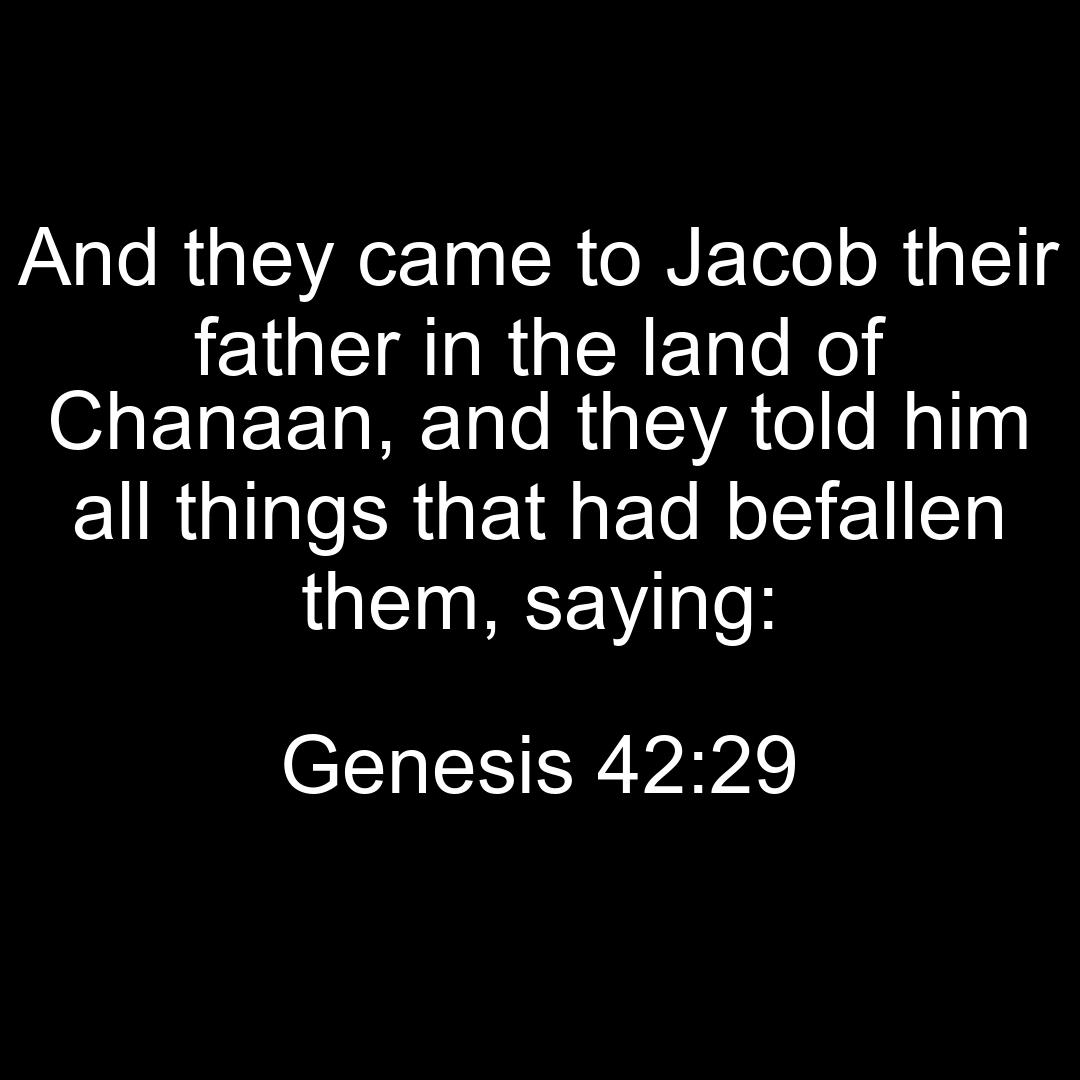 And they came to Jacob their
father in the land of
Chanaan, and they told him
all things that had befallen
them, saying:
Genesis 42:29